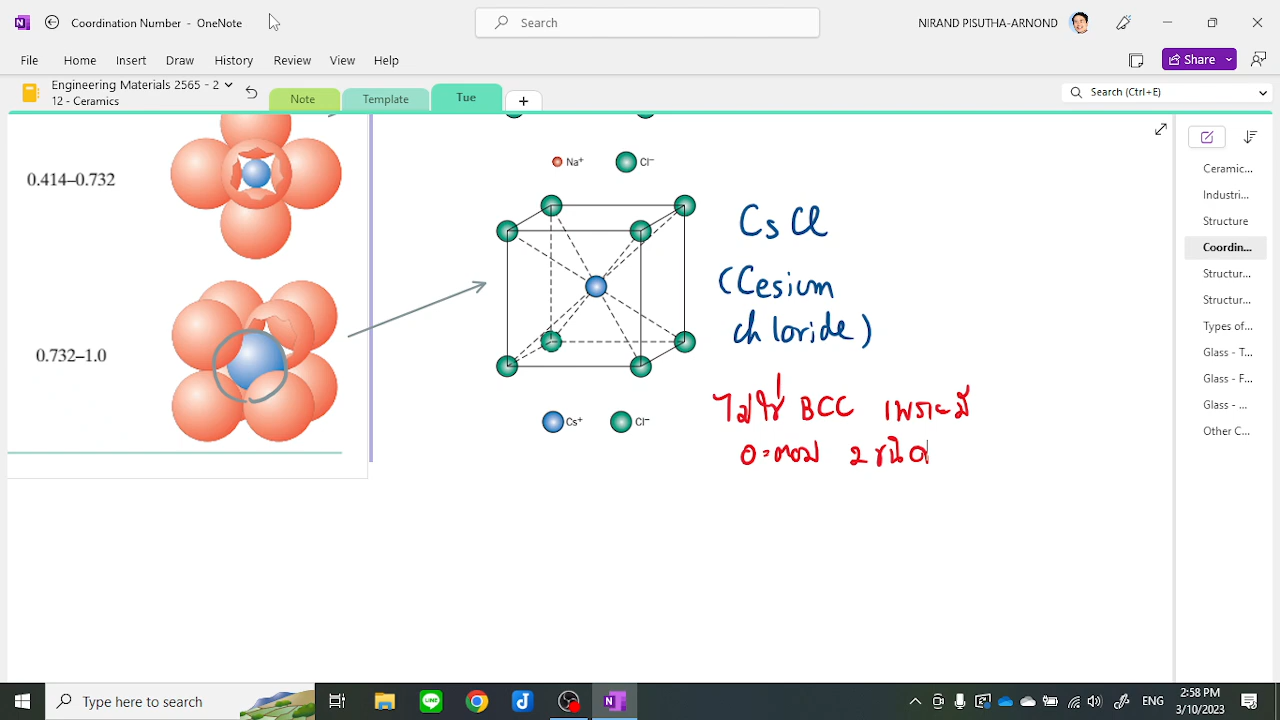 Coordination Number - OneNote
Search
NIRAND PISUTHA-ARNOND
File Home Insert Draw History Review View Help
Share
Engineering Materials 2565 - 2
12 - Ceramics
Note
Template
Tue
Search (Ctrl+E)
0.414–0.732
0.732–1.0
Na⁺
Cl⁻
CsCl
(Cesium
chloride)
Cs⁺
Cl⁻
ไม่ใช่ BCC เพราะมี
อะตอม 2 ชนิด
Ceramic...
Industri...
Structure
Coordin...
Structur...
Structur...
Types of...
Glass - T...
Glass - F...
Glass - ...
Other C...
Type here to search
ENG
2:58 PM
3/10/2023